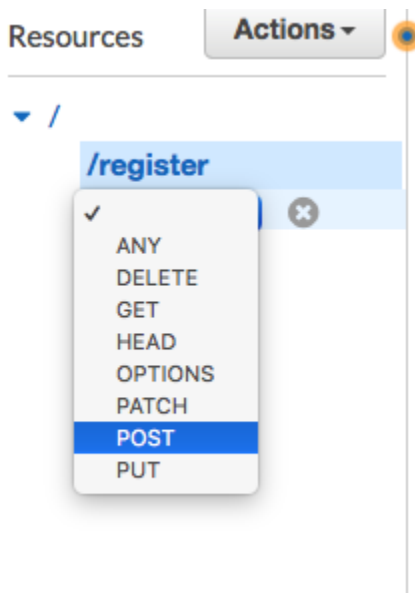 Resources Actions
/
/register
ANY
DELETE
GET
HEAD
OPTIONS
PATCH
POST
PUT